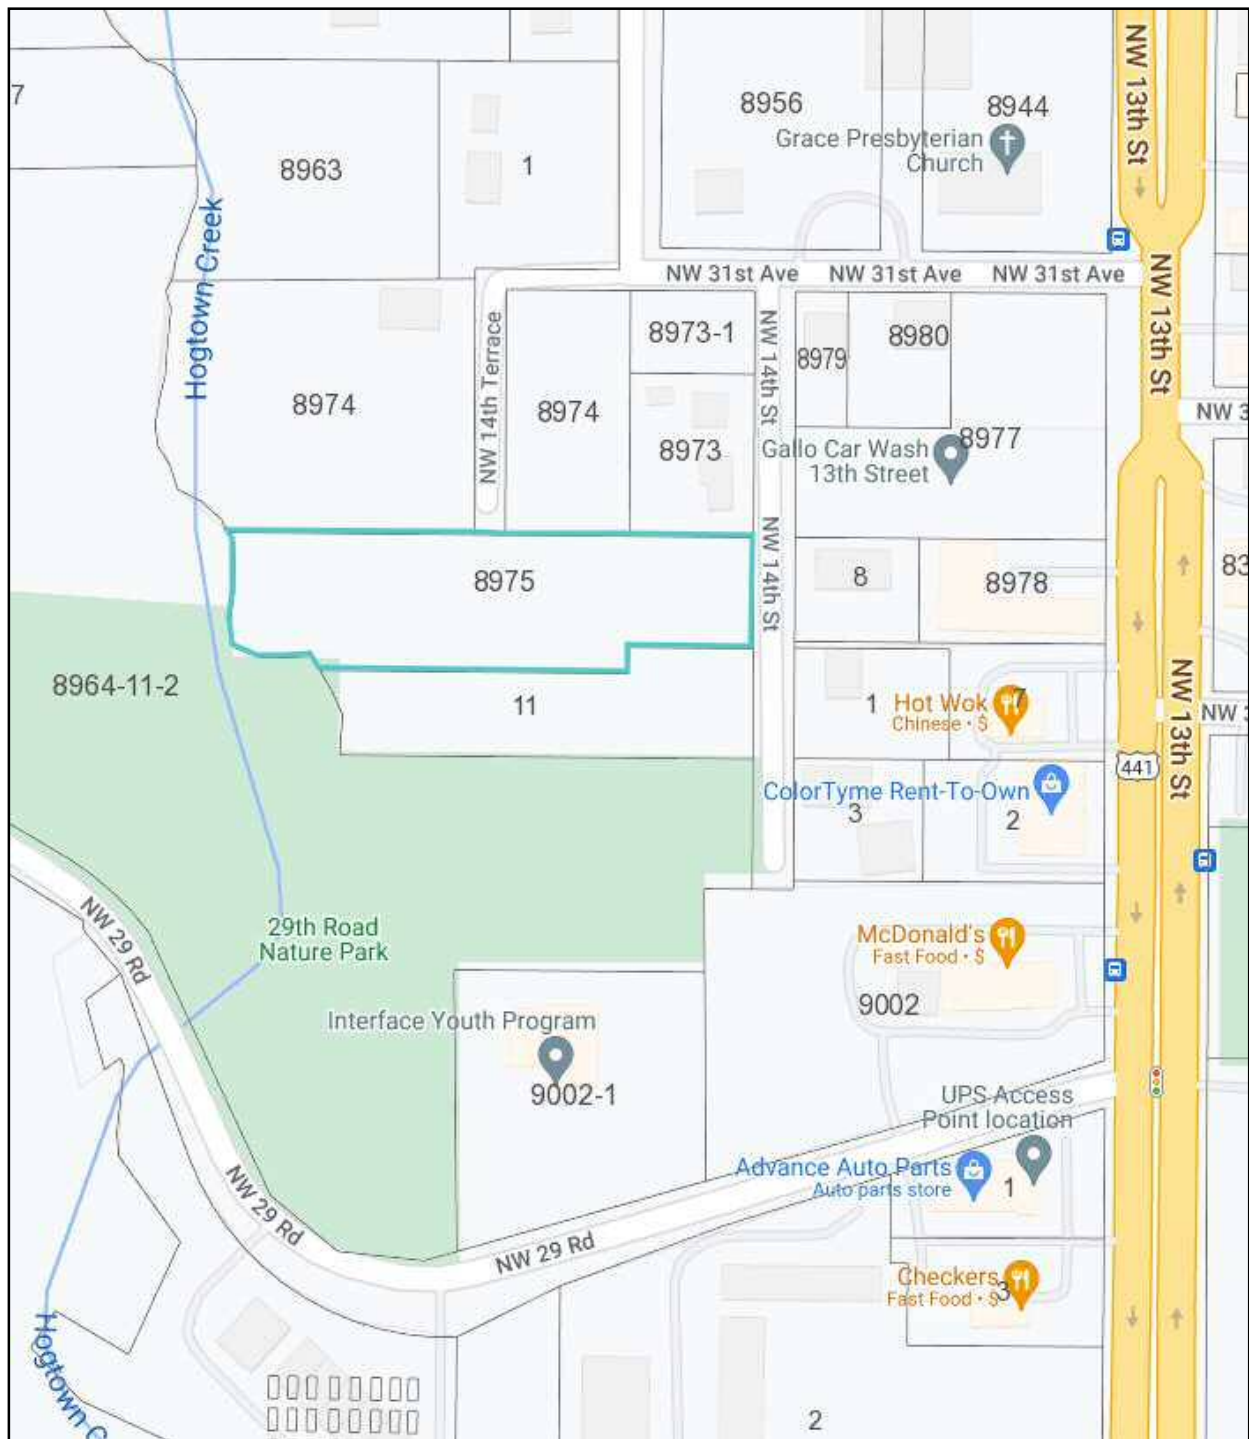 NW 13th St
7
8956
8944
Grace Presbyterian
Church
8963
1
Hogtown Creek
NW 31st Ave
NW 31st Ave
NW 31st Ave
NW 13th St
NW 14th Terrace
8973-1
NW 14th St
8979
8980
8974
8974
NW 3
8977
8973
Gallo Car Wash
13th Street
NW 14th St
8975
8
8978
83
8964-11-2
11
1
Hot Wok
Chinese • $
7
NW 13th St
NW 3
441
ColorTyme Rent-To-Own
3
2
NW 29 Rd
29th Road
Nature Park
McDonald's
Fast Food • $
9002
Interface Youth Program
9002-1
UPS Access
Point location
Advance Auto Parts
Auto parts store
1
NW 29 Rd
NW 29 Rd
Checkers
Fast Food • $
3
Hogtown C
2